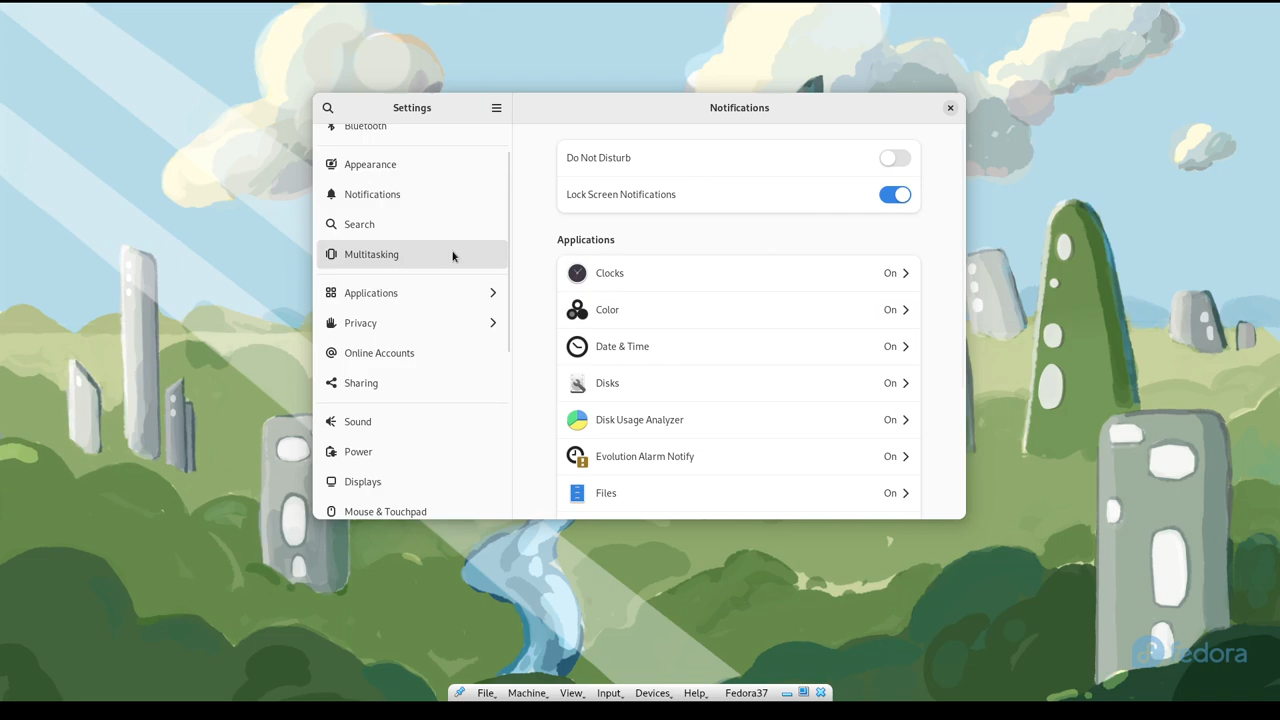 Settings
Notifications
Bluetooth
Appearance
Notifications
Search
Multitasking
Applications
Privacy
Online Accounts
Sharing
Sound
Power
Displays
Mouse & Touchpad
Do Not Disturb
Lock Screen Notifications
Applications
Clocks On
Color On
Date & Time On
Disks On
Disk Usage Analyzer On
Evolution Alarm Notify On
Files On
fedora
File Machine View Input Devices Help Fedora37